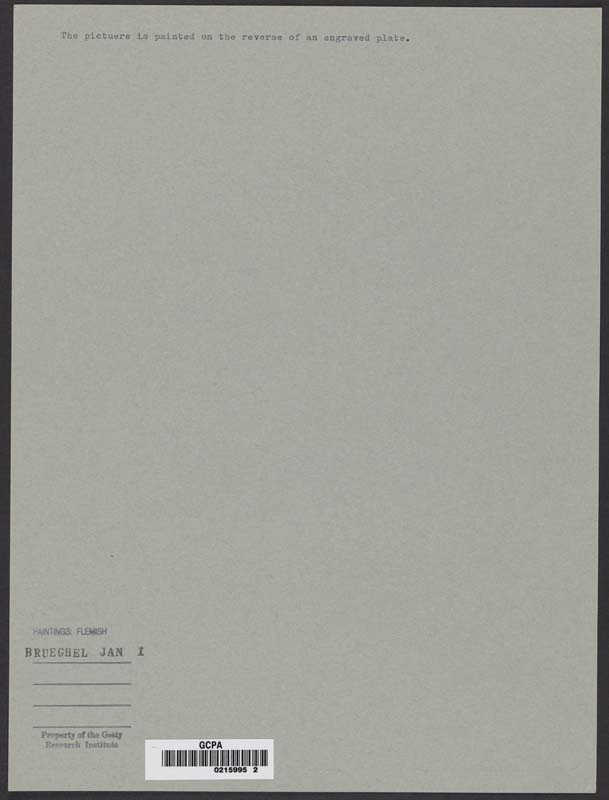 The pictuere is painted on the reverse of an engraved plate.
PAINTINGS: FLEMISH
BRUEGHEL JAN I
Property of the Getty
Research Institute
GCPA
0215995 2